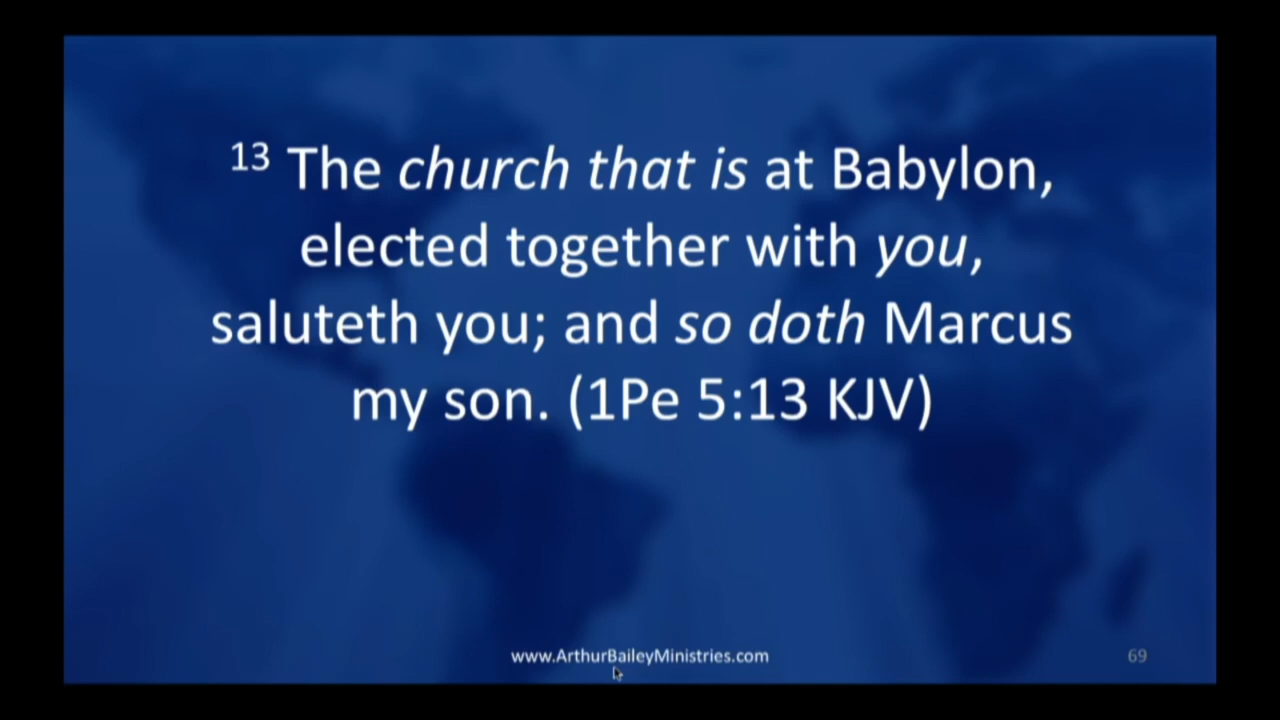 13 The church that is at Babylon,
elected together with you,
saluteth you; and so doth Marcus
my son. (1Pe 5:13 KJV)
www.ArthurBaileyMinistries.com
69